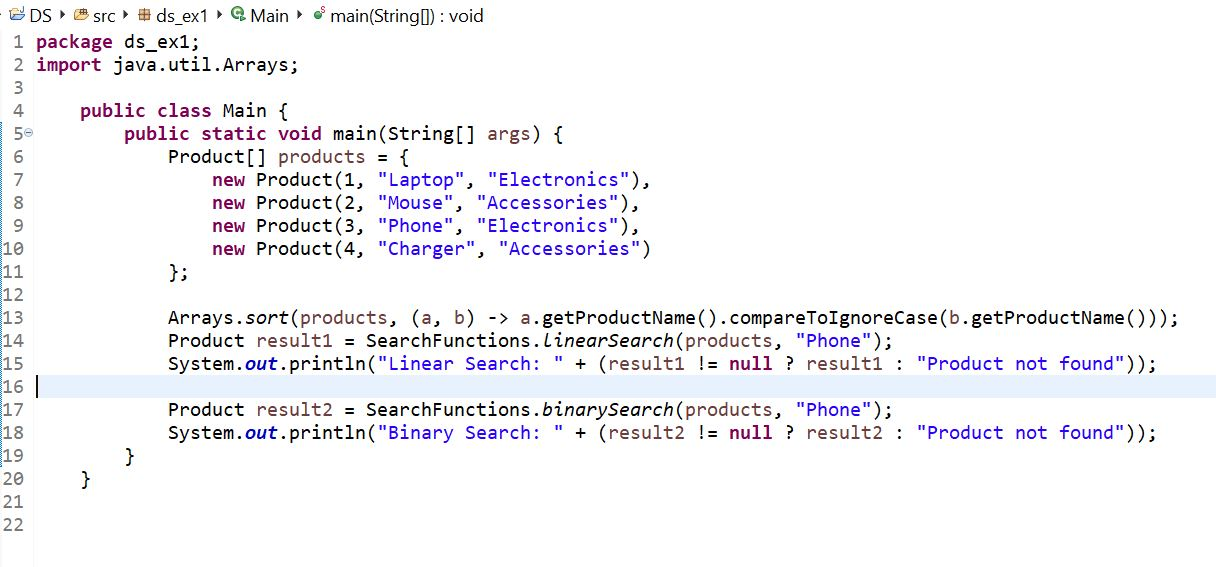 DS src ds_ex1 Main main(String[]) : void
1 package ds_ex1;
2 import java.util.Arrays;
3
4     public class Main {
5         public static void main(String[] args) {
6             Product[] products = {
7                 new Product(1, "Laptop", "Electronics"),
8                 new Product(2, "Mouse", "Accessories"),
9                 new Product(3, "Phone", "Electronics"),
10                 new Product(4, "Charger", "Accessories")
11             };
12
13             Arrays.sort(products, (a, b) -> a.getProductName().compareToIgnoreCase(b.getProductName()));
14             Product result1 = SearchFunctions.linearSearch(products, "Phone");
15             System.out.println("Linear Search: " + (result1 != null ? result1 : "Product not found"));
16
17             Product result2 = SearchFunctions.binarySearch(products, "Phone");
18             System.out.println("Binary Search: " + (result2 != null ? result2 : "Product not found"));
19         }
20     }
21
22